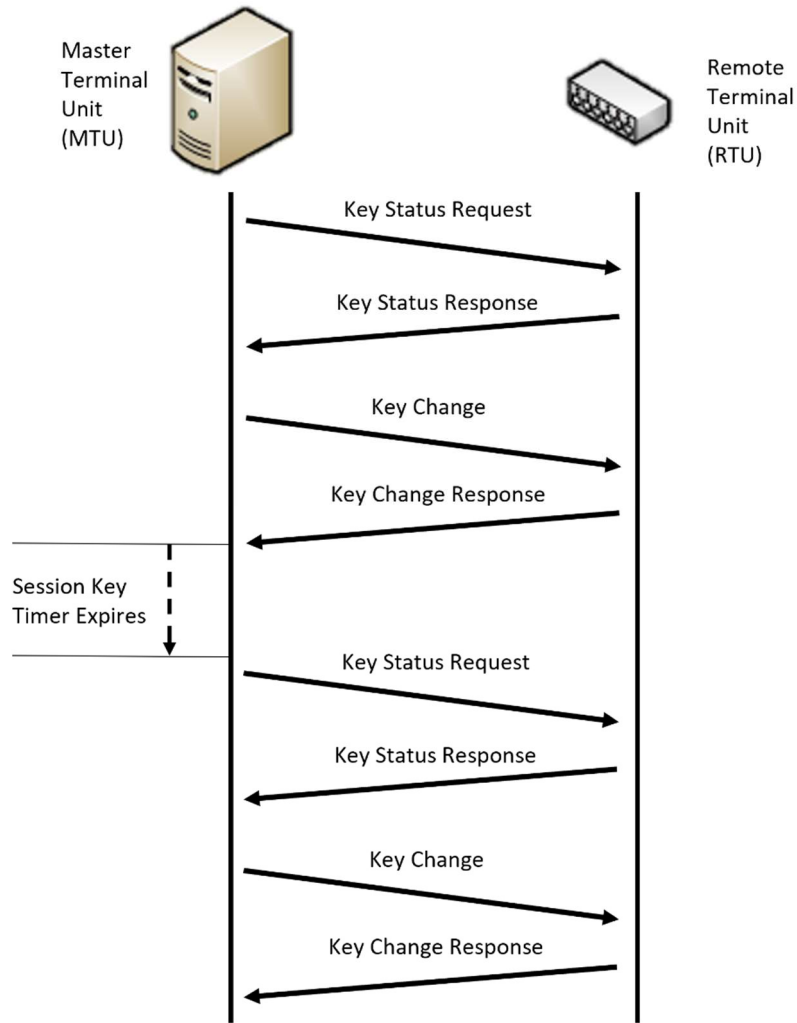 Master
Terminal
Unit
(MTU)
Remote
Terminal
Unit
(RTU)
Key Status Request
Key Status Response
Key Change
Key Change Response
Session Key
Timer Expires
Key Status Request
Key Status Response
Key Change
Key Change Response